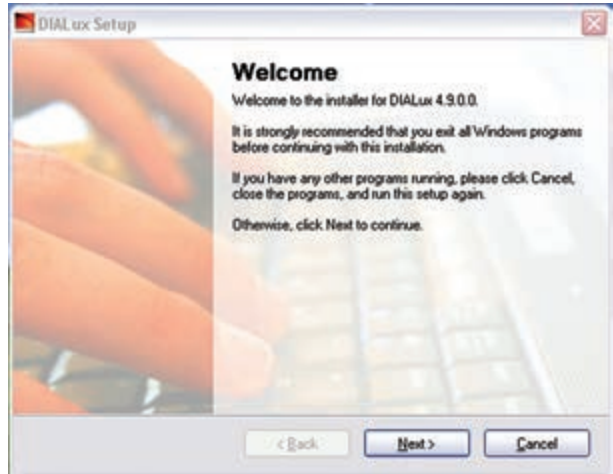 DIALux Setup
Welcome
Welcome to the installer for DIALux 4.9.0.0.
It is strongly recommended that you exit all Windows programs
before continuing with this installation.
If you have any other programs running, please click Cancel,
close the programs, and run this setup again.
Otherwise, click Next to continue.
< Back
Next >
Cancel